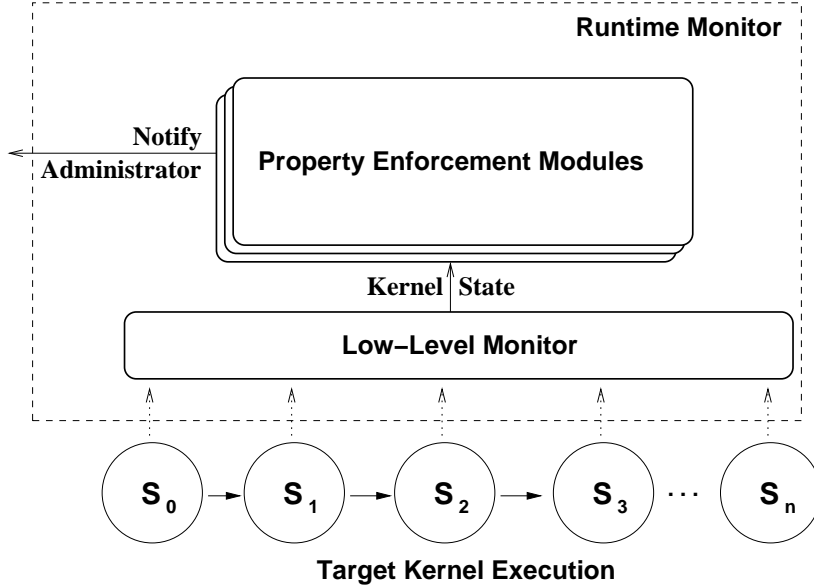 Runtime Monitor
Notify
Administrator
Property Enforcement Modules
Kernel State
Low–Level Monitor
S0 S1 S2 S3 . . . Sn
Target Kernel Execution